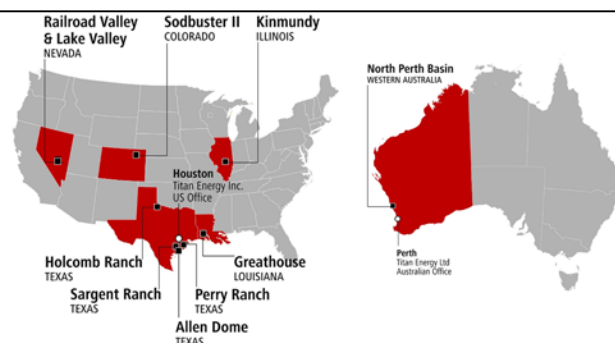 Railroad Valley
& Lake Valley
NEVADA
Sodbuster II
COLORADO
Kinmundy
ILLINOIS
Houston
Titan Energy Inc.
US Office
Holcomb Ranch
TEXAS
Sargent Ranch
TEXAS
Allen Dome
TEXAS
Perry Ranch
TEXAS
Greathouse
LOUISIANA
North Perth Basin
WESTERN AUSTRALIA
Perth
Titan Energy Ltd
Australian Office